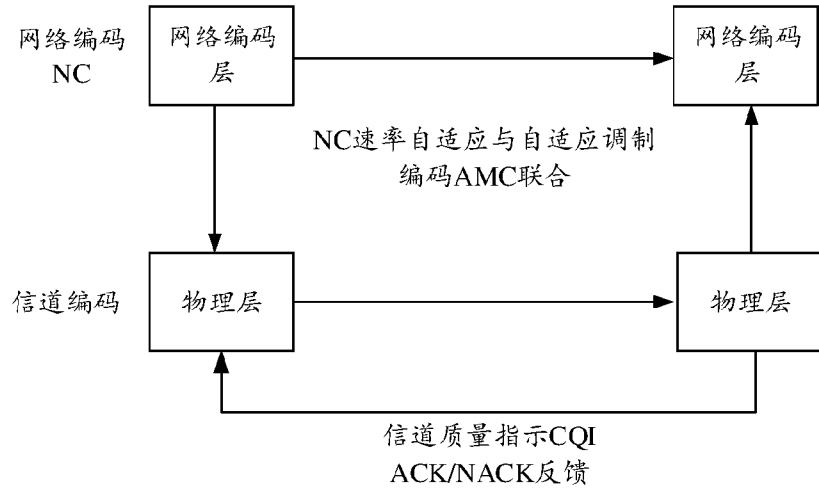 网络编码
NC
网络编码
层
网络编码
层
NC速率自适应与自适应调制
编码AMC联合
信道编码
物理层
物理层
信道质量指示CQI
ACK/NACK反馈